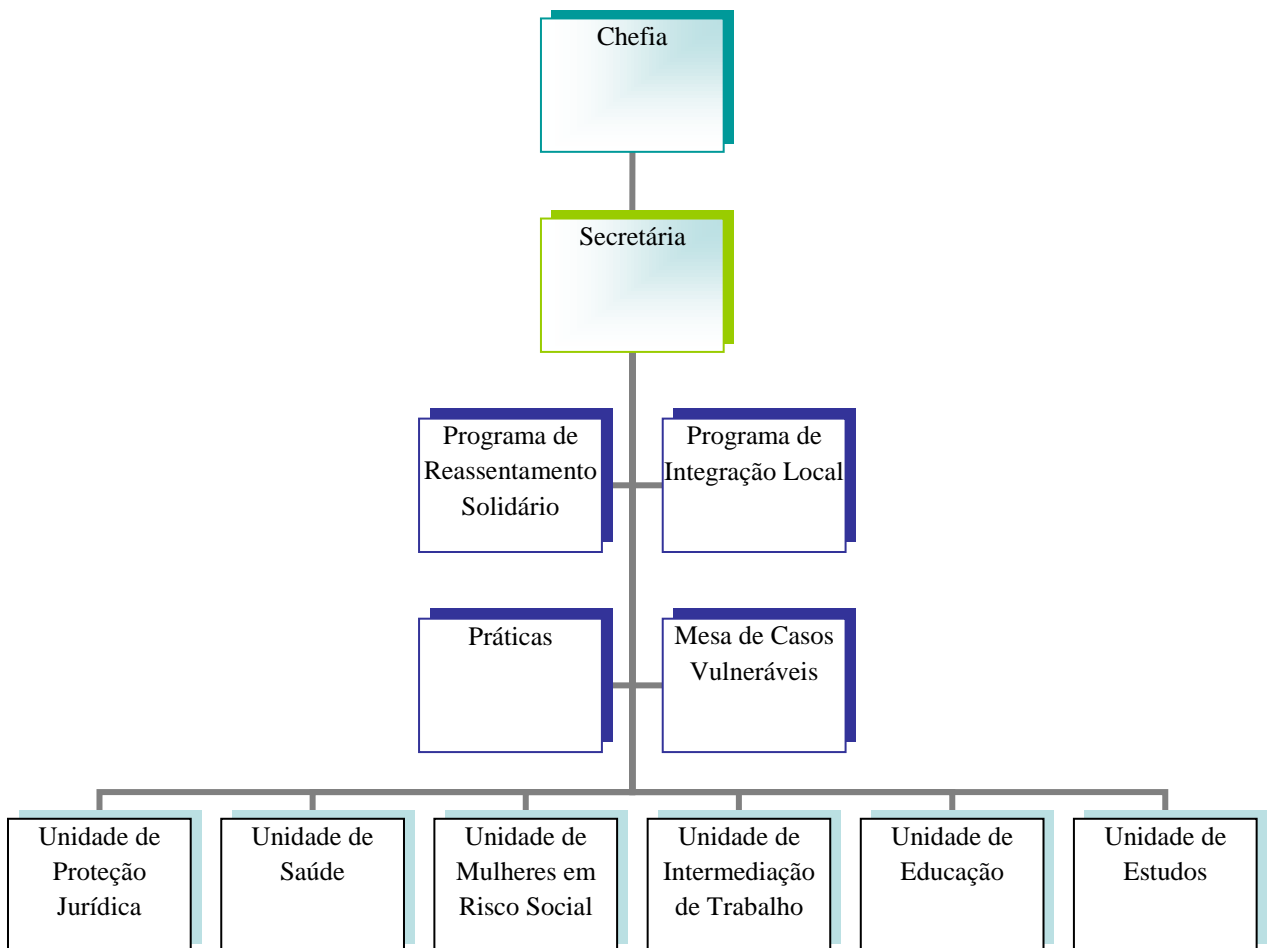 Chefia
Secretária
Programa de
Reassentamento
Solidário
Programa de
Integração Local
Práticas
Mesa de Casos
Vulneráveis
Unidade de
Proteção
Jurídica
Unidade de
Saúde
Unidade de
Mulheres em
Risco Social
Unidade de
Intermediação
de Trabalho
Unidade de
Educação
Unidade de
Estudos